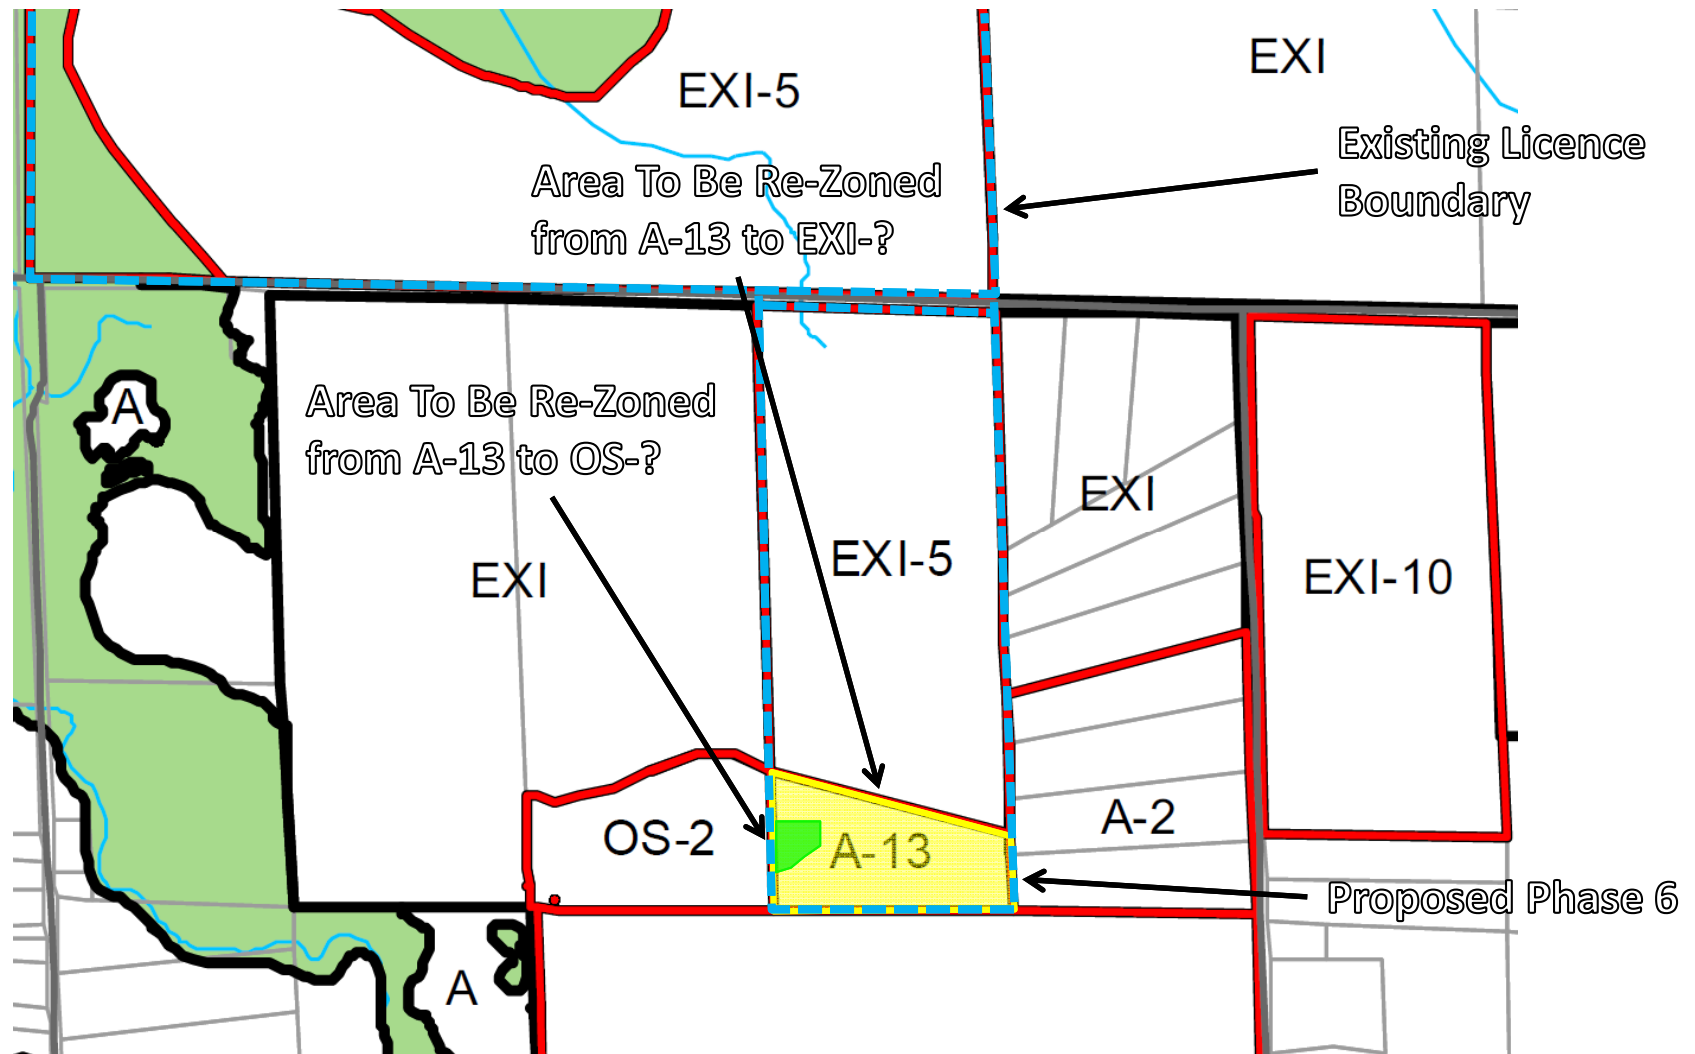 EXI
EXI-5
Existing Licence
Boundary
Area To Be Re-Zoned
from A-13 to EXI-?
Area To Be Re-Zoned
from A-13 to OS-?
A
EXI
EXI-5
EXI
EXI-10
OS-2
A-13
A-2
Proposed Phase 6
A